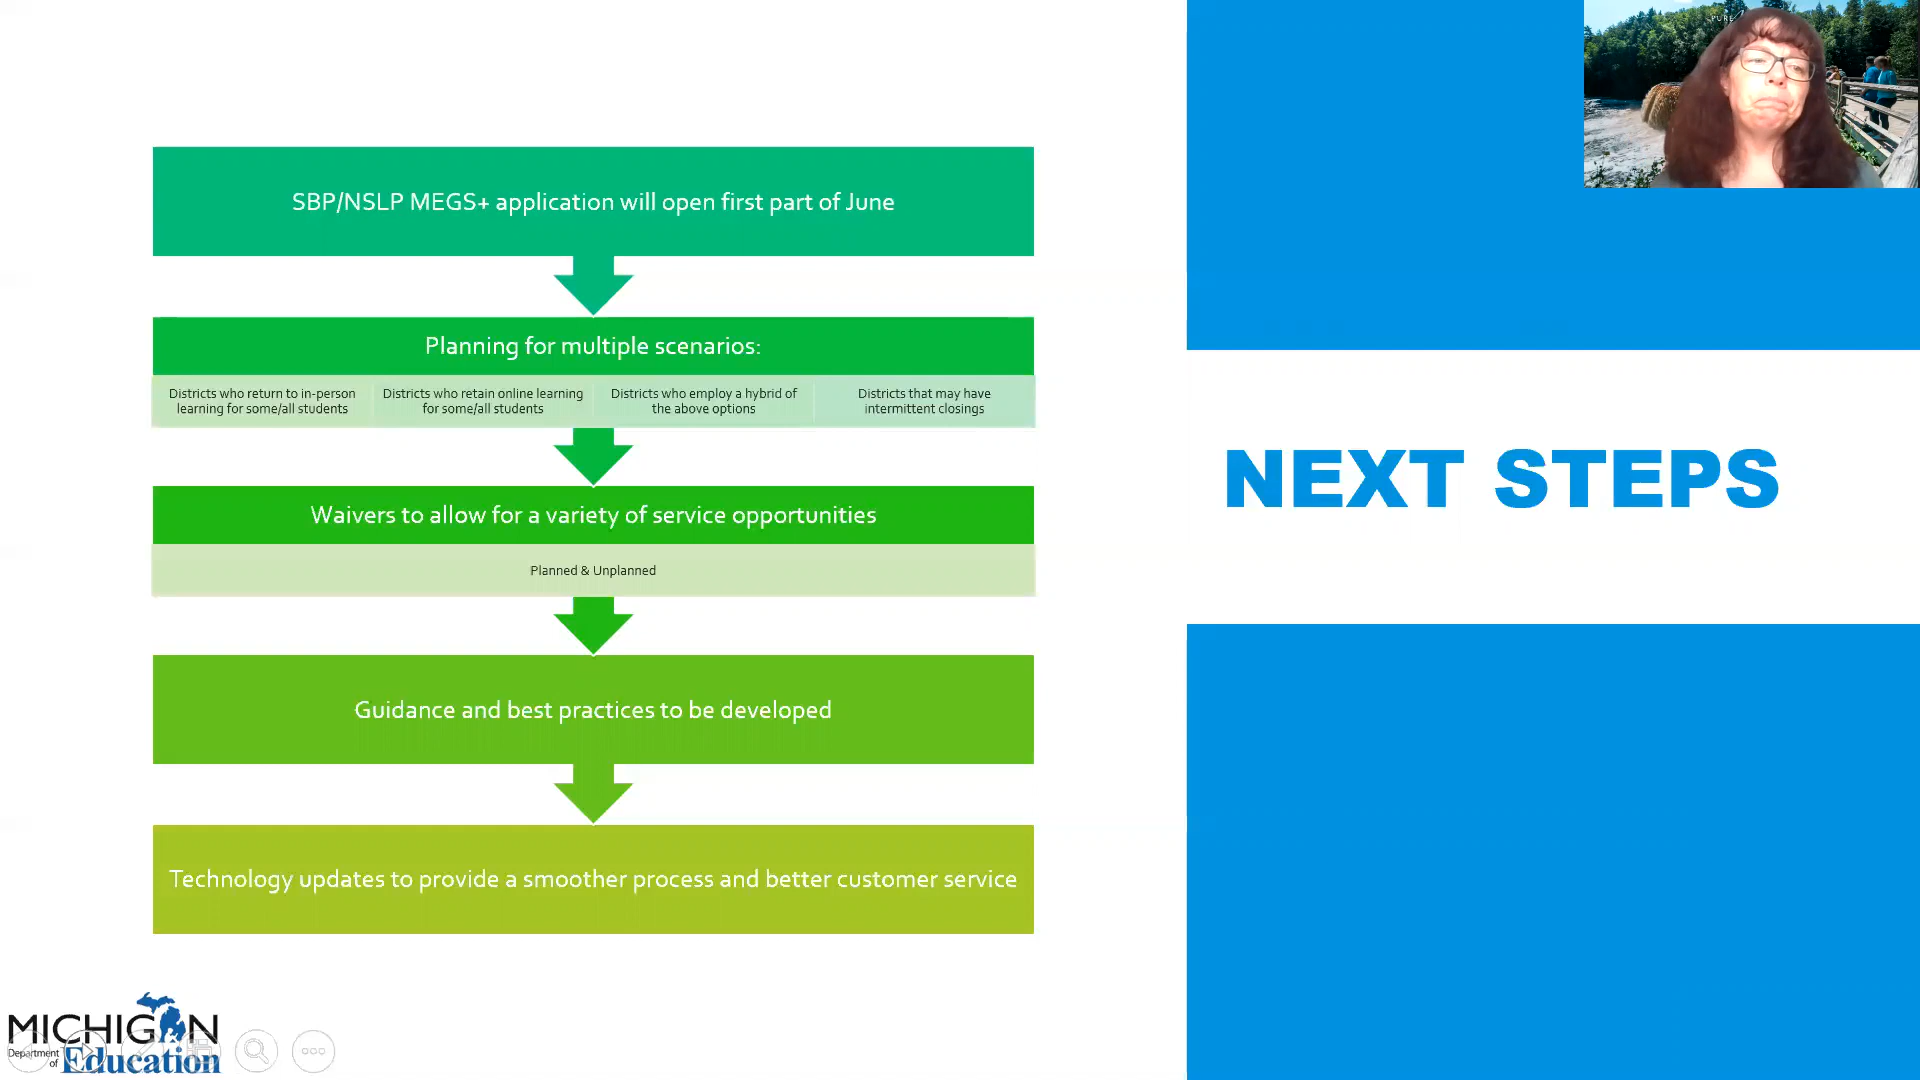 PURE
SBP/NSLP MEGS+ application will open first part of June
Planning for multiple scenarios:
Districts who return to in-person
learning for some/all students
Districts who retain online learning
for some/all students
Districts who employ a hybrid of
the above options
Districts that may have
intermittent closings
Waivers to allow for a variety of service opportunities
Planned & Unplanned
Guidance and best practices to be developed
Technology updates to provide a smoother process and better customer service
NEXT STEPS
MICHIGAN
Department
of Education